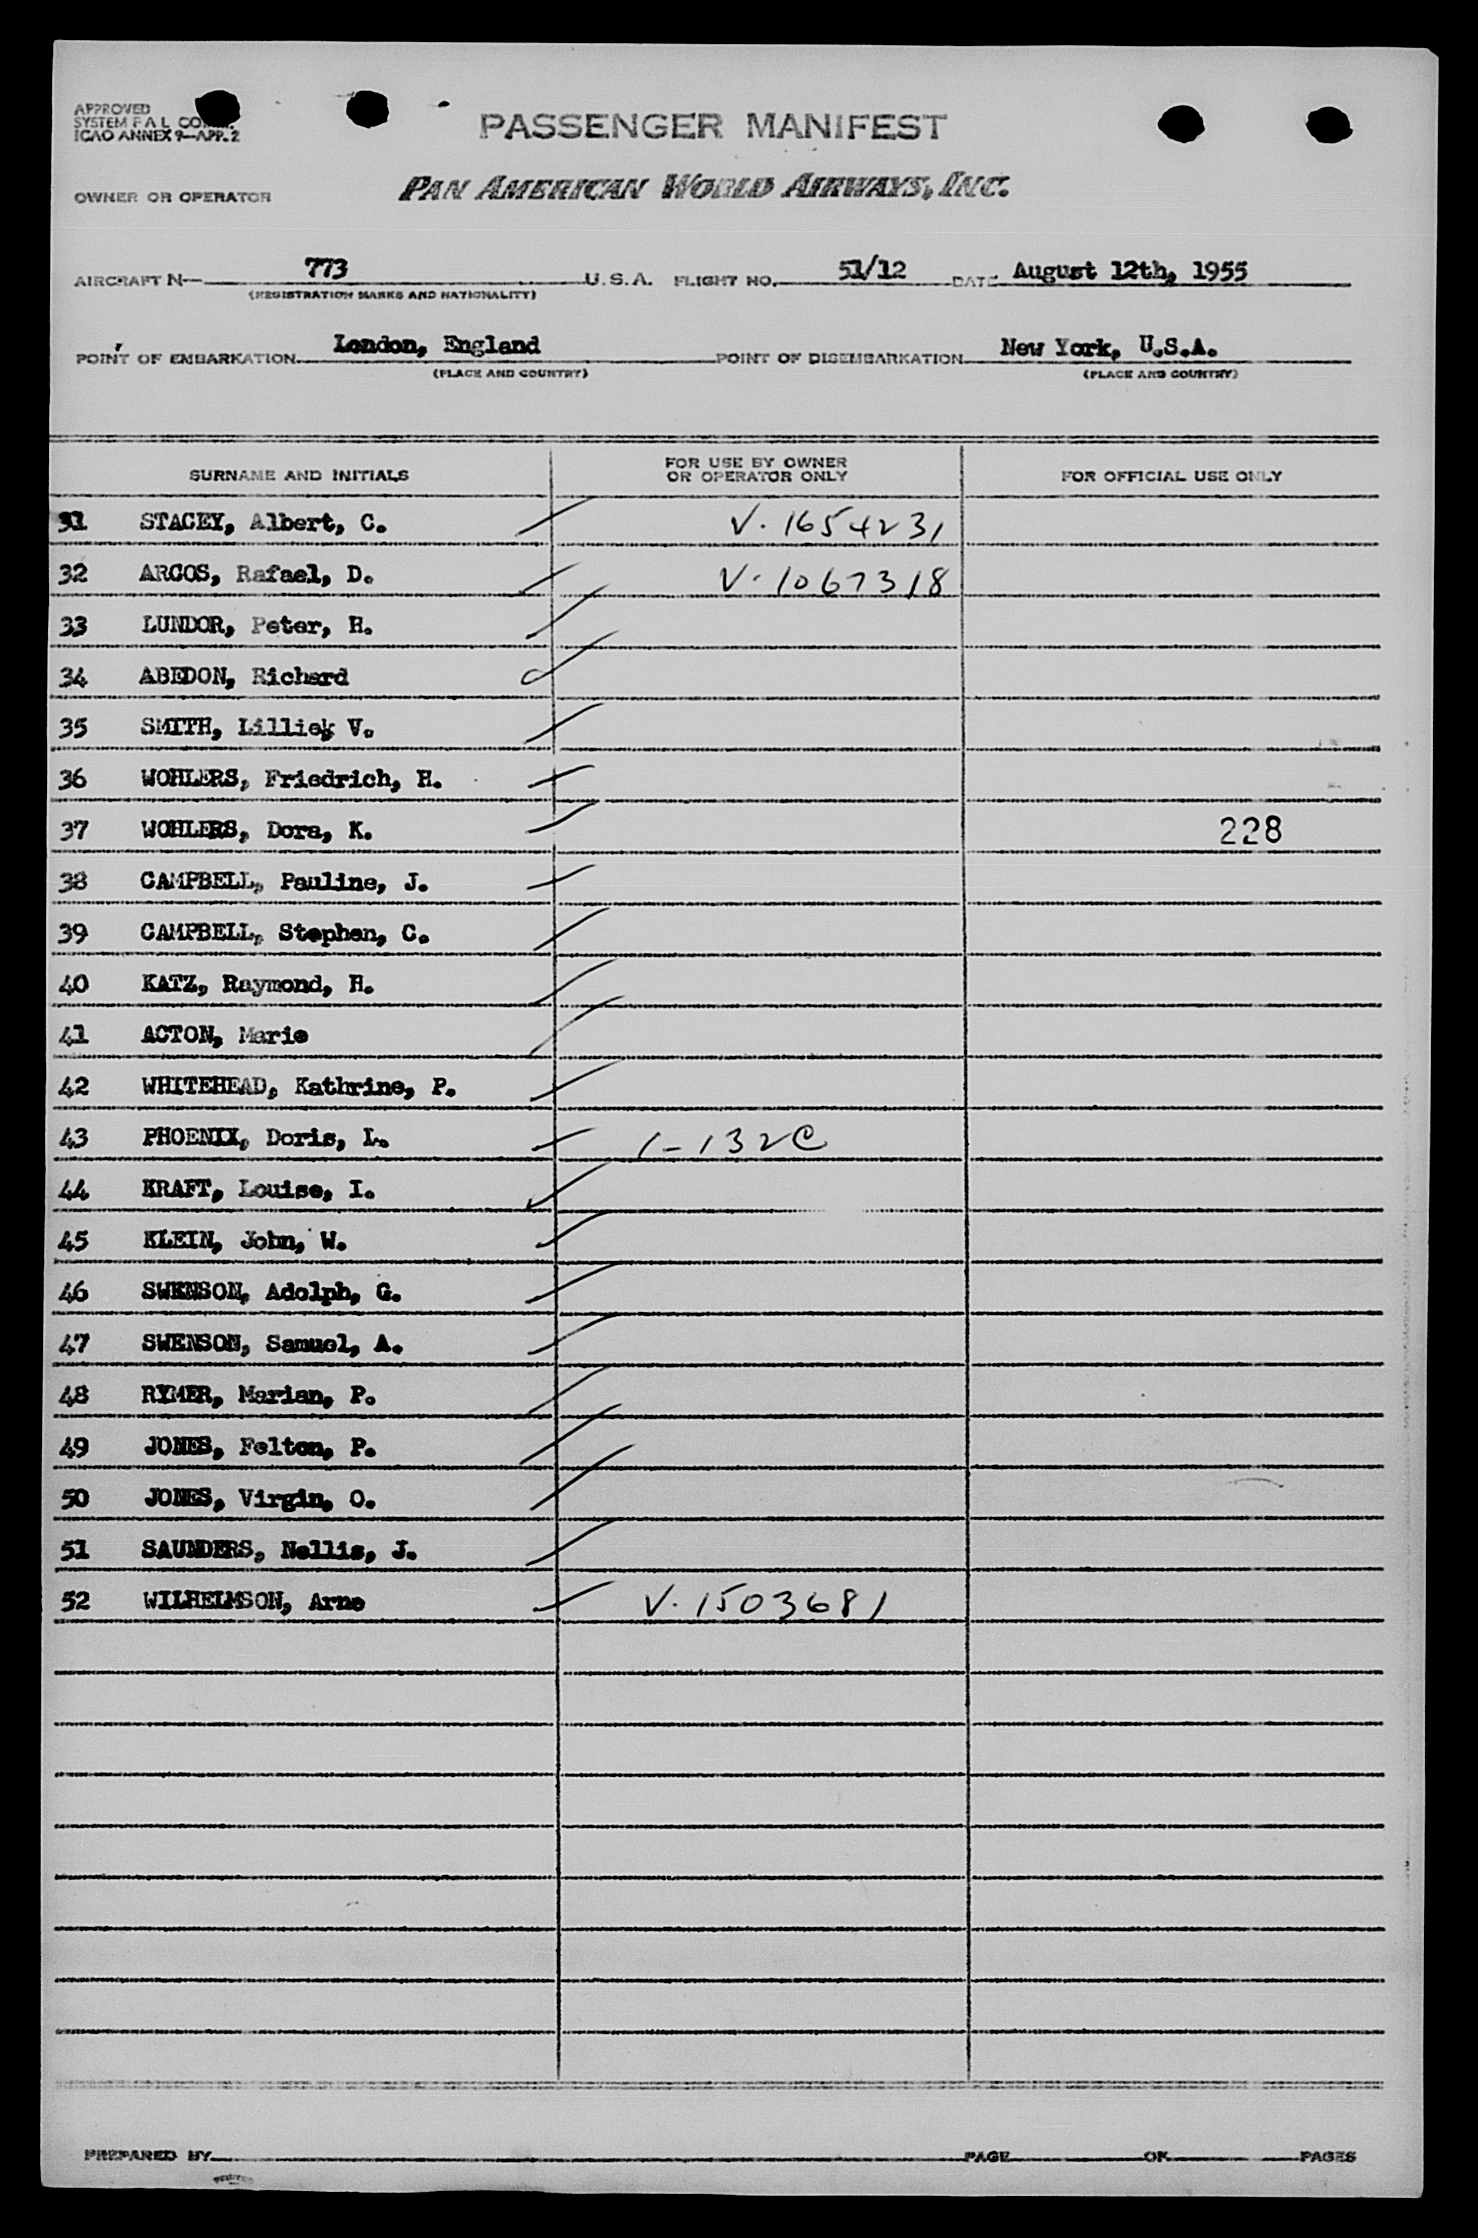 APPROVED
SYSTEM F A L
ICAO ANNEX 9—APP. 2
PASSENGER MANIFEST
OWNER OR OPERATOR PAN AMERICAN WORLD AIRWAYS, INC.
AIRCRAFT N— 773 U.S.A. FLIGHT NO. 51/12 DATE August 12th, 1955
(REGISTRATION MARKS AND NATIONALITY)
POINT OF EMBARKATION London, England POINT OF DISEMBARKATION New York, U.S.A.
(PLACE AND COUNTRY) (PLACE AND COUNTRY)
SURNAME AND INITIALS FOR USE BY OWNER OR OPERATOR ONLY FOR OFFICIAL USE ONLY
31 STACEY, Albert, C. V. 1654231
32 ARGOS, Rafael, D. V. 1067318
33 LUNDOR, Peter, H.
34 ABEDON, Richard
35 SMITH, Lillie, V.
36 WOHLERS, Friedrich, H.
37 WOHLERS, Dora, K. 228
38 CAMPBELL, Pauline, J.
39 CAMPBELL, Stephen, C.
40 KATZ, Raymond, H.
41 ACTON, Marie
42 WHITEHEAD, Kathrine, P.
43 PHOENIX, Doris, L. 1-132C
44 KRAFT, Louise, I.
45 KLEIN, John, W.
46 SWENSON, Adolph, G.
47 SWENSON, Samuel, A.
48 RYMER, Marian, P.
49 JONES, Felton, P.
50 JONES, Virgin, O.
51 SAUNDERS, Nellis, J.
52 WILHELMSON, Arne V. 1503681
PREPARED BY PAGE OF PAGES